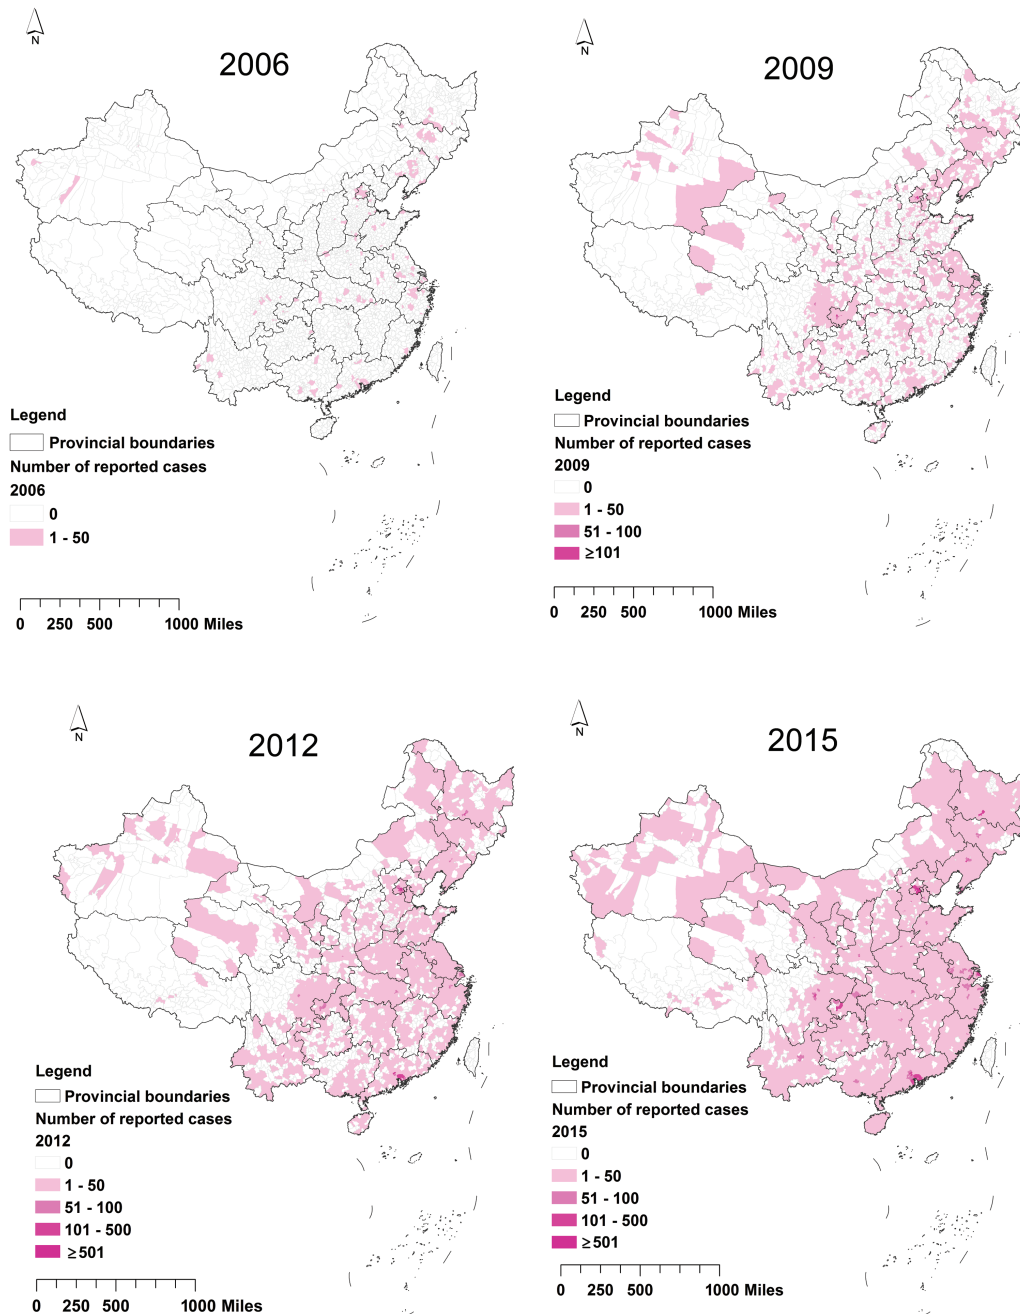 N
2006
Legend
Provincial boundaries
Number of reported cases
2006
0
1 - 50
0 250 500 1000 Miles
N
2009
Legend
Provincial boundaries
Number of reported cases
2009
0
1 - 50
51 - 100
≥101
0 250 500 1000 Miles
N
2012
Legend
Provincial boundaries
Number of reported cases
2012
0
1 - 50
51 - 100
101 - 500
≥501
0 250 500 1000 Miles
N
2015
Legend
Provincial boundaries
Number of reported cases
2015
0
1 - 50
51 - 100
101 - 500
≥501
0 250 500 1000 Miles